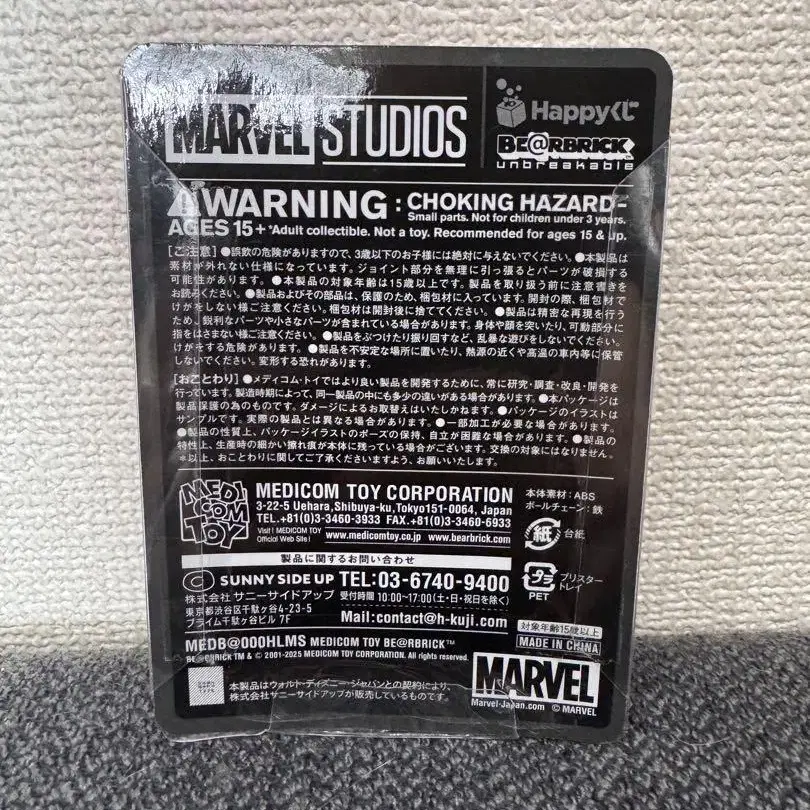 MARVEL STUDIOS
Happyくじ
BE@RBRICK
unbreakable
WARNING : CHOKING HAZARD-
Small parts. Not for children under 3 years.
AGES 15+ *Adult collectible. Not a toy. Recommended for ages 15 & up.
[ご注意] ●誤飲の危険がありますので、3歳以下のお子様には絶対に与えないでください。●本製品は
素材が外れない仕様になっています。ジョイント部分を無理に引っ張るとパーツが破損する
可能性があります。●本製品の対象年齢は15歳以上です。製品を取り扱う前に注意書きを
お読みください。●製品およびその部品は、保護のため、梱包材に入っています。開封の際、梱包材で
けがをしない様ご注意ください。梱包材は開封後に捨ててください。●製品は精密な再現を行う
ため、鋭利なパーツや小さなパーツが含まれている場合があります。身体や顔を突いたり、可動部分に
指をはさまない様ご注意ください。●製品をぶつけたり振り回すなど、乱暴な遊びをしないでください。
けがをする危険があります。●製品を不安定な場所に置いたり、熱源の近くや高温の車内等に保管
しないでください。変形する恐れがあります。
[おことわり] ●メディコム・トイではより良い製品を開発するために、常に研究・調査・改良・開発を
行っています。製造時期によって、同一製品の中にも多少の違いがある場合があります。●本パッケージは
製品保護の為のものです。ダメージによるお取替えはいたしかねます。●パッケージのイラストは
サンプルです。実際の製品とは異なる場合があります。●一部加工が必要な場合があります。
●製品の性質上、パッケージイラストのポーズの保持、自立が困難な場合があります。●製品の
特性上、生産時の細かい擦れ痕が本体に残っている場合がございます。交換の対象にはなりません。
*以上、おことわりに関してご了承くださいますよう、お願いいたします。
MEDI
COM
TOY
MEDICOM TOY CORPORATION
3-22-5 Uehara,Shibuya-ku,Tokyo151-0064, Japan
TEL.+81(0)3-3460-3933 FAX.+81(0)3-3460-6933
Visit! MEDICOM TOY
Official Web Site!
www.medicomtoy.co.jp www.bearbrick.com
本体素材:ABS
ボールチェーン:鉄
紙 台紙
プラ ブリスター
トレイ
PET
製品に関するお問い合わせ
SUNNY SIDE UP TEL:03-6740-9400
株式会社サニーサイドアップ 受付時間 10:00-17:00(土・日・祝日を除く)
東京都渋谷区千駄ヶ谷4-23-5
プライム千駄ヶ谷ビル 7F
Mail:contact@h-kuji.com
対象年齢15歳以上
MADE IN CHINA
MEDB@000HLMS MEDICOM TOY BE@RBRICK™
BE@RBRICK TM & © 2001-2025 MEDICOM TOY CORPORATION. All rights reserved.
本製品はウォルト・ディズニー・ジャパンとの契約により、
株式会社サニーサイドアップが販売しているものです。
MARVEL
Marvel-Japan.com © MARVEL